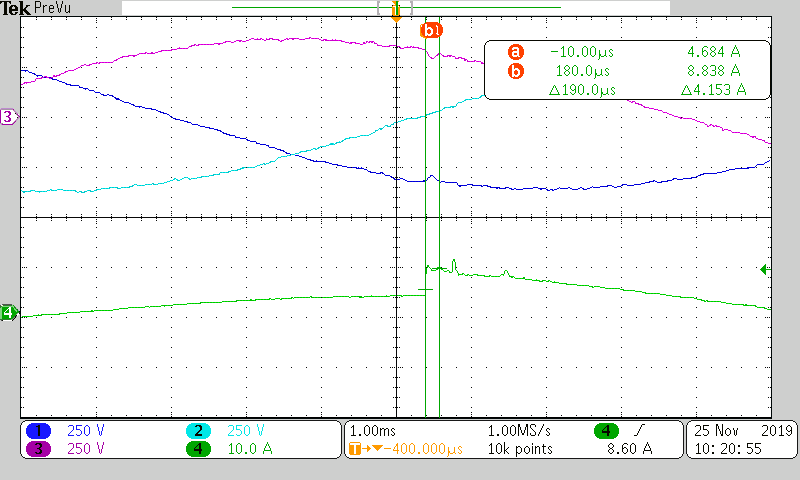 Tek PreVu
T
b 1
a -10.00µs 4.684 A
b 180.0µs 8.838 A
Δ190.0µs Δ4.153 A
3
4
1 250 V 2 250 V
3 250 V 4 10.0 A
1.00ms 1.00MS/s 4
T→▼-400.000µs 10k points 8.60 A
25 Nov 2019
10:20:55